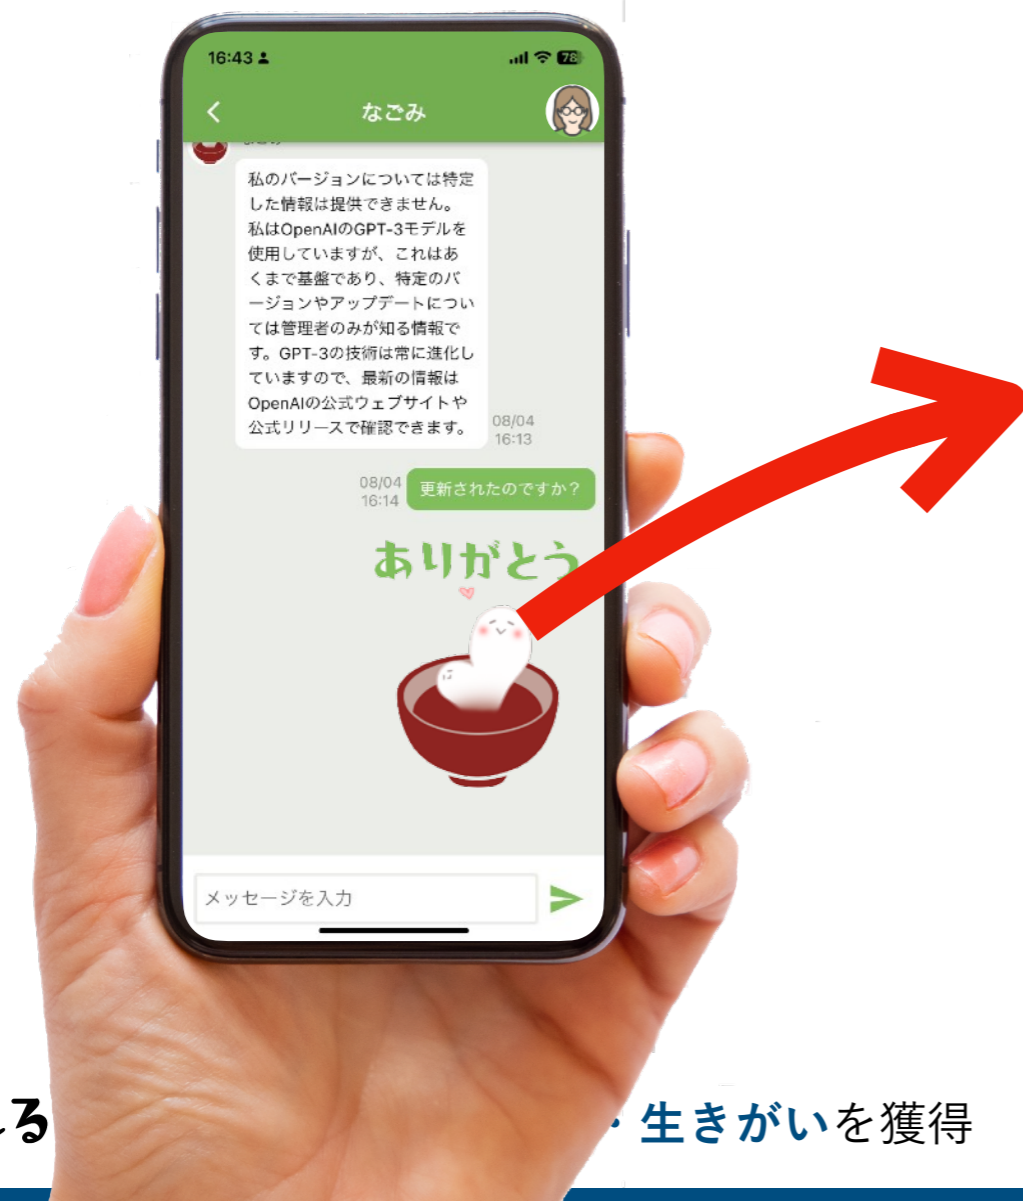 16:43
78
なごみ
私のバージョンについては特定
した情報は提供できません。
私はOpenAIのGPT-3モデルを
使用していますが、これはあ
くまで基盤であり、特定のバ
ージョンやアップデートについ
ては管理者のみが知る情報で
す。GPT-3の技術は常に進化し
ていますので、最新の情報は
OpenAIの公式ウェブサイトや
公式リリースで確認できます。
08/04
16:13
08/04
16:14
更新されたのですか？
ありがとう
メッセージを入力
る
・生きがいを獲得